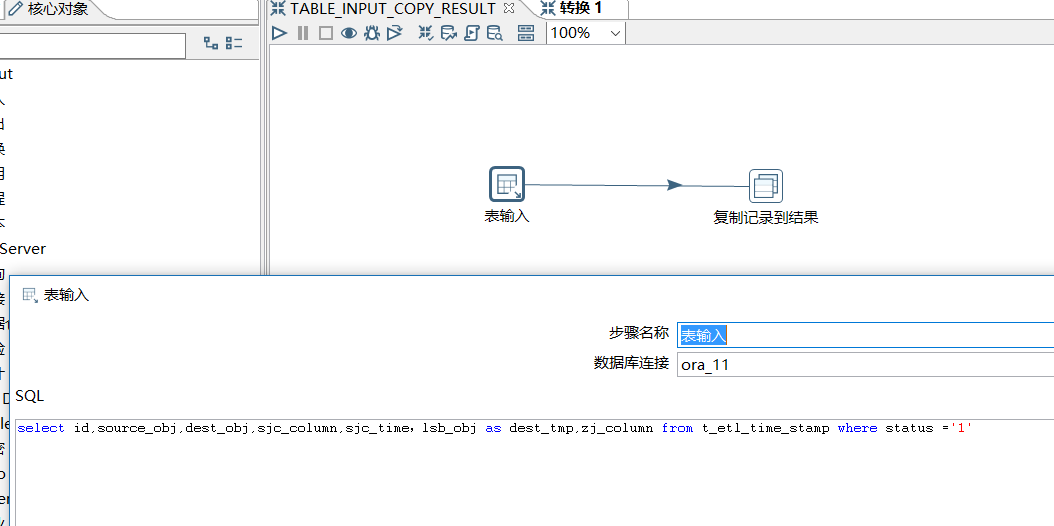 核心对象
TABLE_INPUT_COPY_RESULT
转换 1
100%
ut
入
出
换
用
程
本
Server
询
表输入
复制记录到结果
表输入
步骤名称 表输入
数据库连接 ora_11
SQL
select id,source_obj,dest_obj,sjc_column,sjc_time，lsb_obj as dest_tmp,zj_column from t_etl_time_stamp where status ='1'